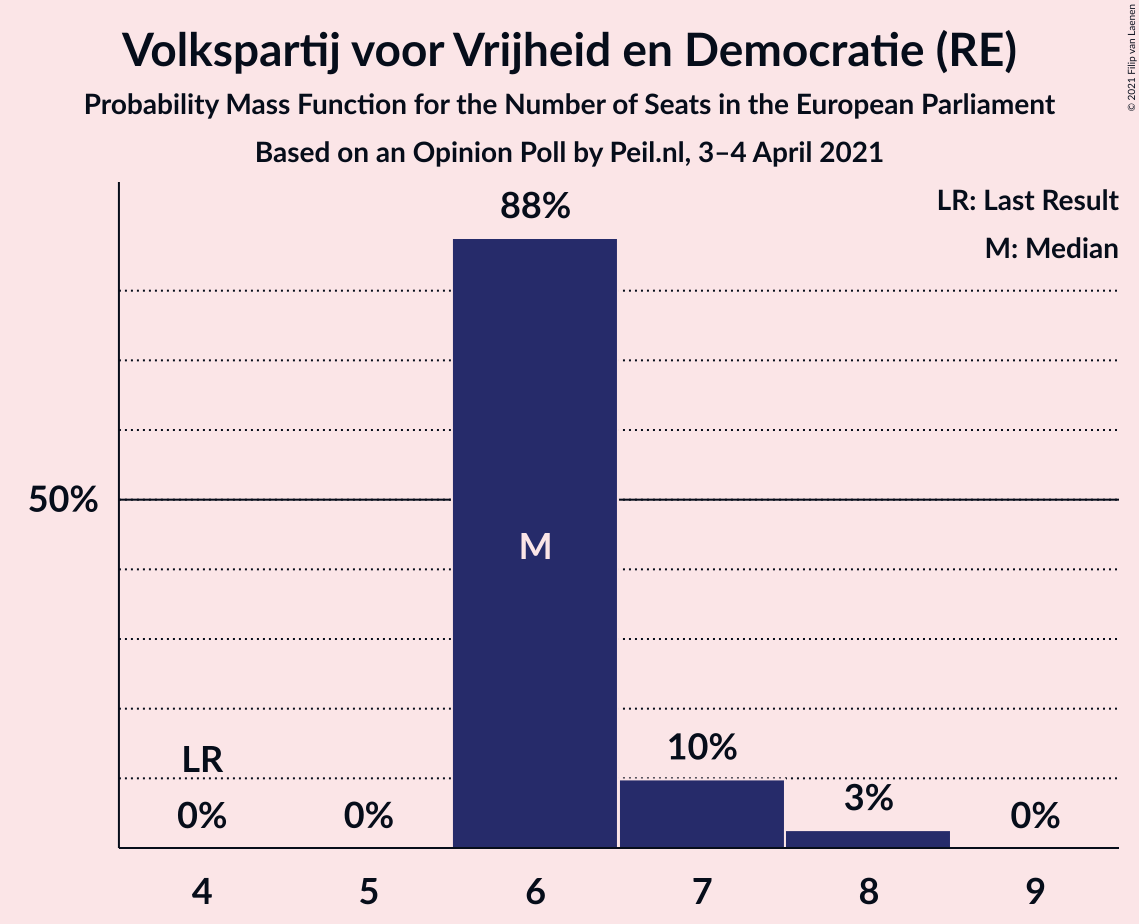 Volkspartij voor Vrijheid en Democratie (RE)
Probability Mass Function for the Number of Seats in the European Parliament
Based on an Opinion Poll by Peil.nl, 3–4 April 2021
© 2021 Filip van Laenen
LR: Last Result
M: Median
88%
50%
M
LR
10%
3%
0%
0%
0%
4 5 6 7 8 9